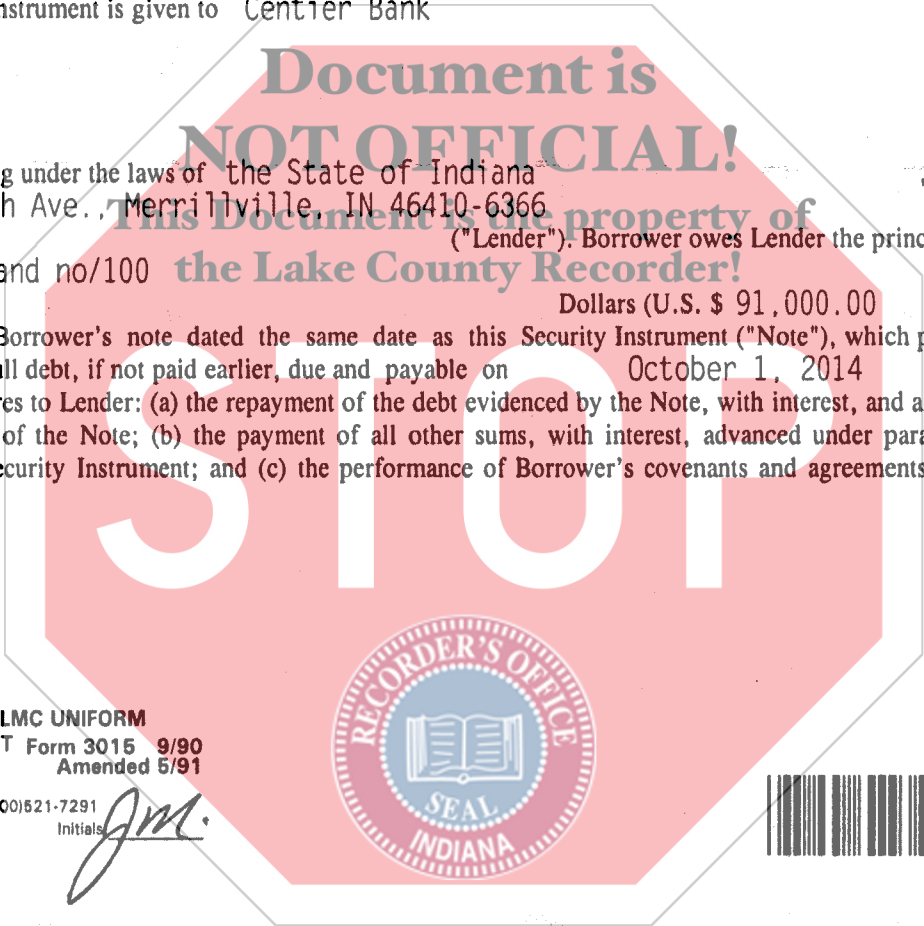 nstrument is given to Centier Bank
Document is
NOT OFFICIAL!
g under the laws of the State of Indiana
h Ave., Merrillville, IN 46410-6366
This Document is the property of
("Lender"). Borrower owes Lender the princ
and no/100
the Lake County Recorder!
Dollars (U.S. $ 91,000.00
Borrower's note dated the same date as this Security Instrument ("Note"), which p
ll debt, if not paid earlier, due and payable on October 1, 2014
es to Lender: (a) the repayment of the debt evidenced by the Note, with interest, and a
of the Note; (b) the payment of all other sums, with interest, advanced under para
ecurity Instrument; and (c) the performance of Borrower's covenants and agreements
STOP
RECORDER'S OFFICE
SEAL
INDIANA
LMC UNIFORM
T Form 3015 9/90
Amended 5/91
00)521-7291
Initials Jm.